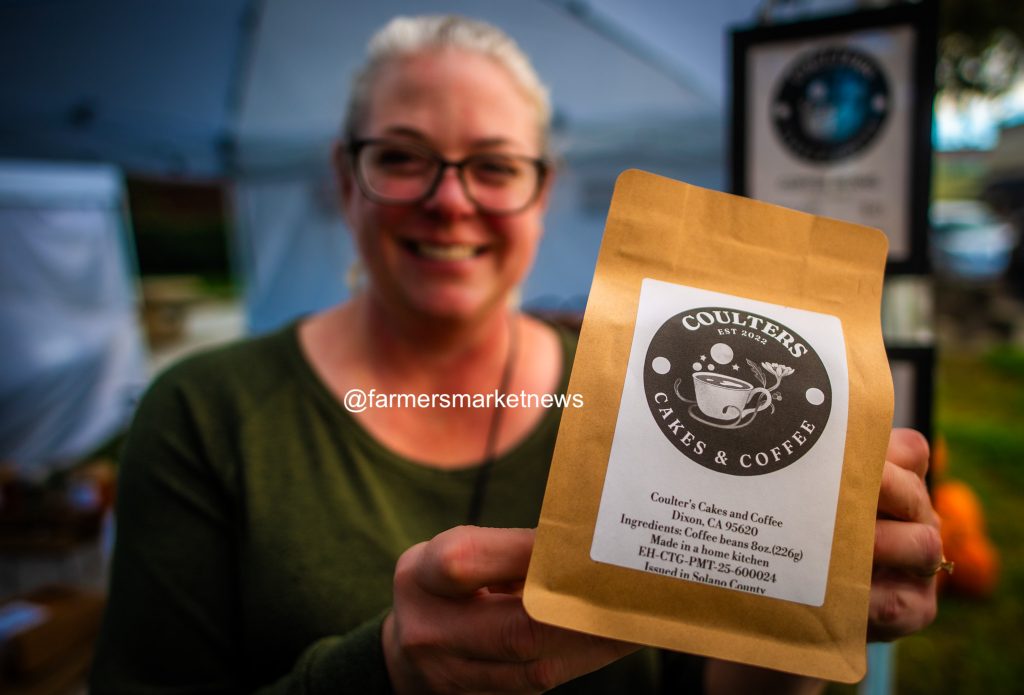 COULTERS
EST 2022
CAKES & COFFEE
Coulter's Cakes and Coffee
Dixon, CA 95620
Ingredients: Coffee beans 8oz.(226g)
Made in a home kitchen
EH-CTG-PMT-25-600024
Issued in Solano County
@farmersmarketnews